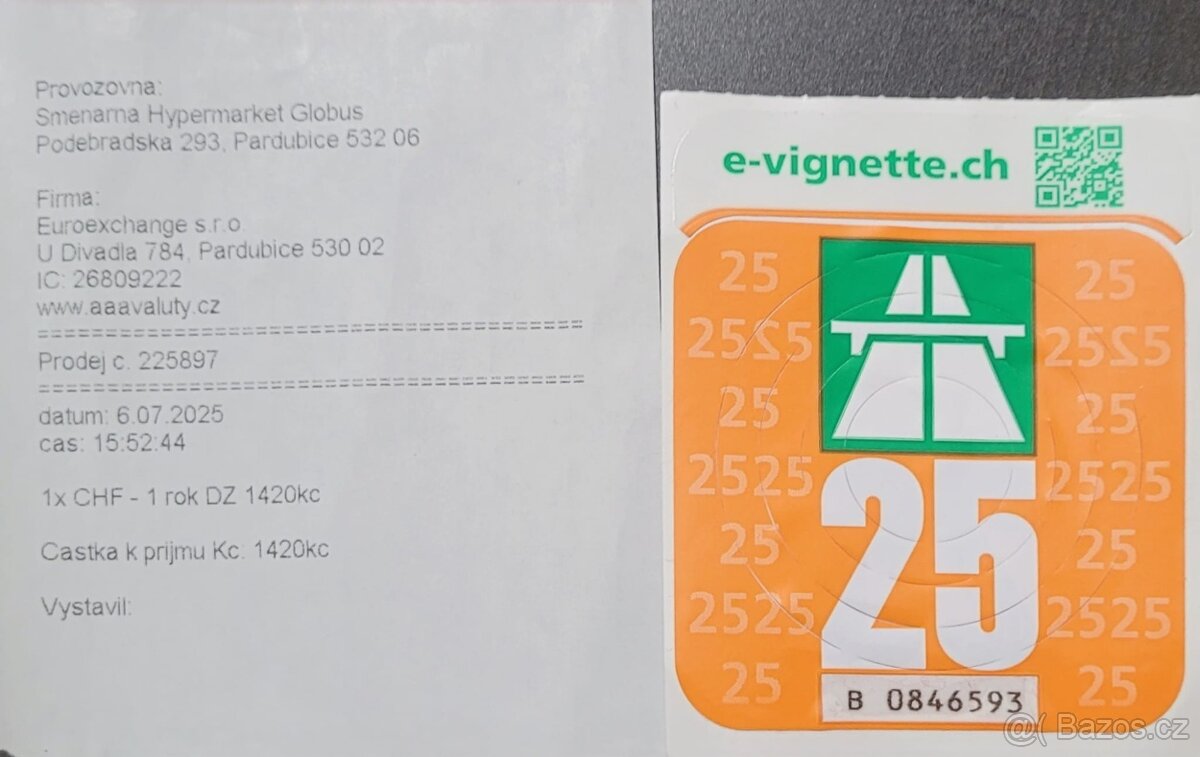 Provozovna:
Smenarna Hypermarket Globus
Podebradska 293, Pardubice 532 06
Firma:
Euroexchange s.r.o
U Divadla 784, Pardubice 530 02
IC: 26809222
www.aaavaluty.cz
Prodej c. 225897
datum: 6.07.2025
cas: 15:52:44
1x CHF - 1 rok DZ 1420kc
Castka k prijmu Kc: 1420kc
Vystavil:
e-vignette.ch
25 25
2525 2525
25 25
2525 2525
25
25 25
2525 2525
25 25
B 0846593
@( Bazos.cz